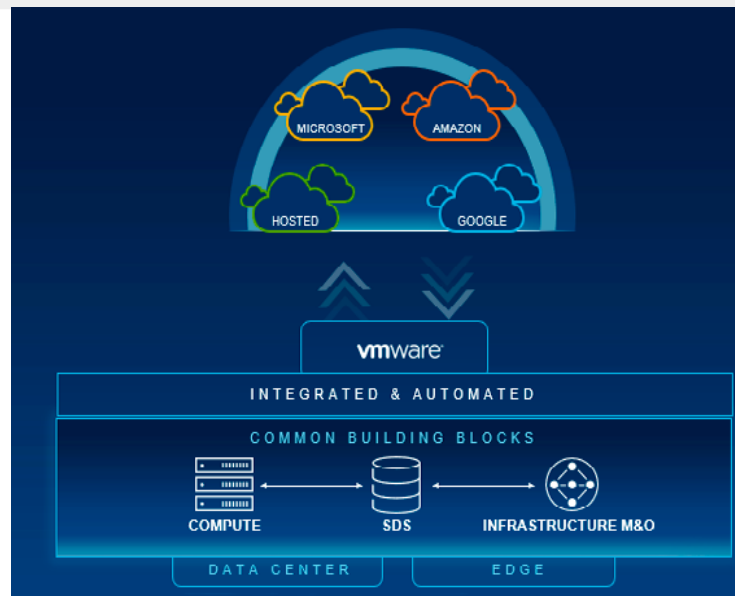 MICROSOFT
AMAZON
HOSTED
GOOGLE
vmware
INTEGRATED & AUTOMATED
COMMON BUILDING BLOCKS
COMPUTE
SDS
INFRASTRUCTURE M&O
DATA CENTER
EDGE